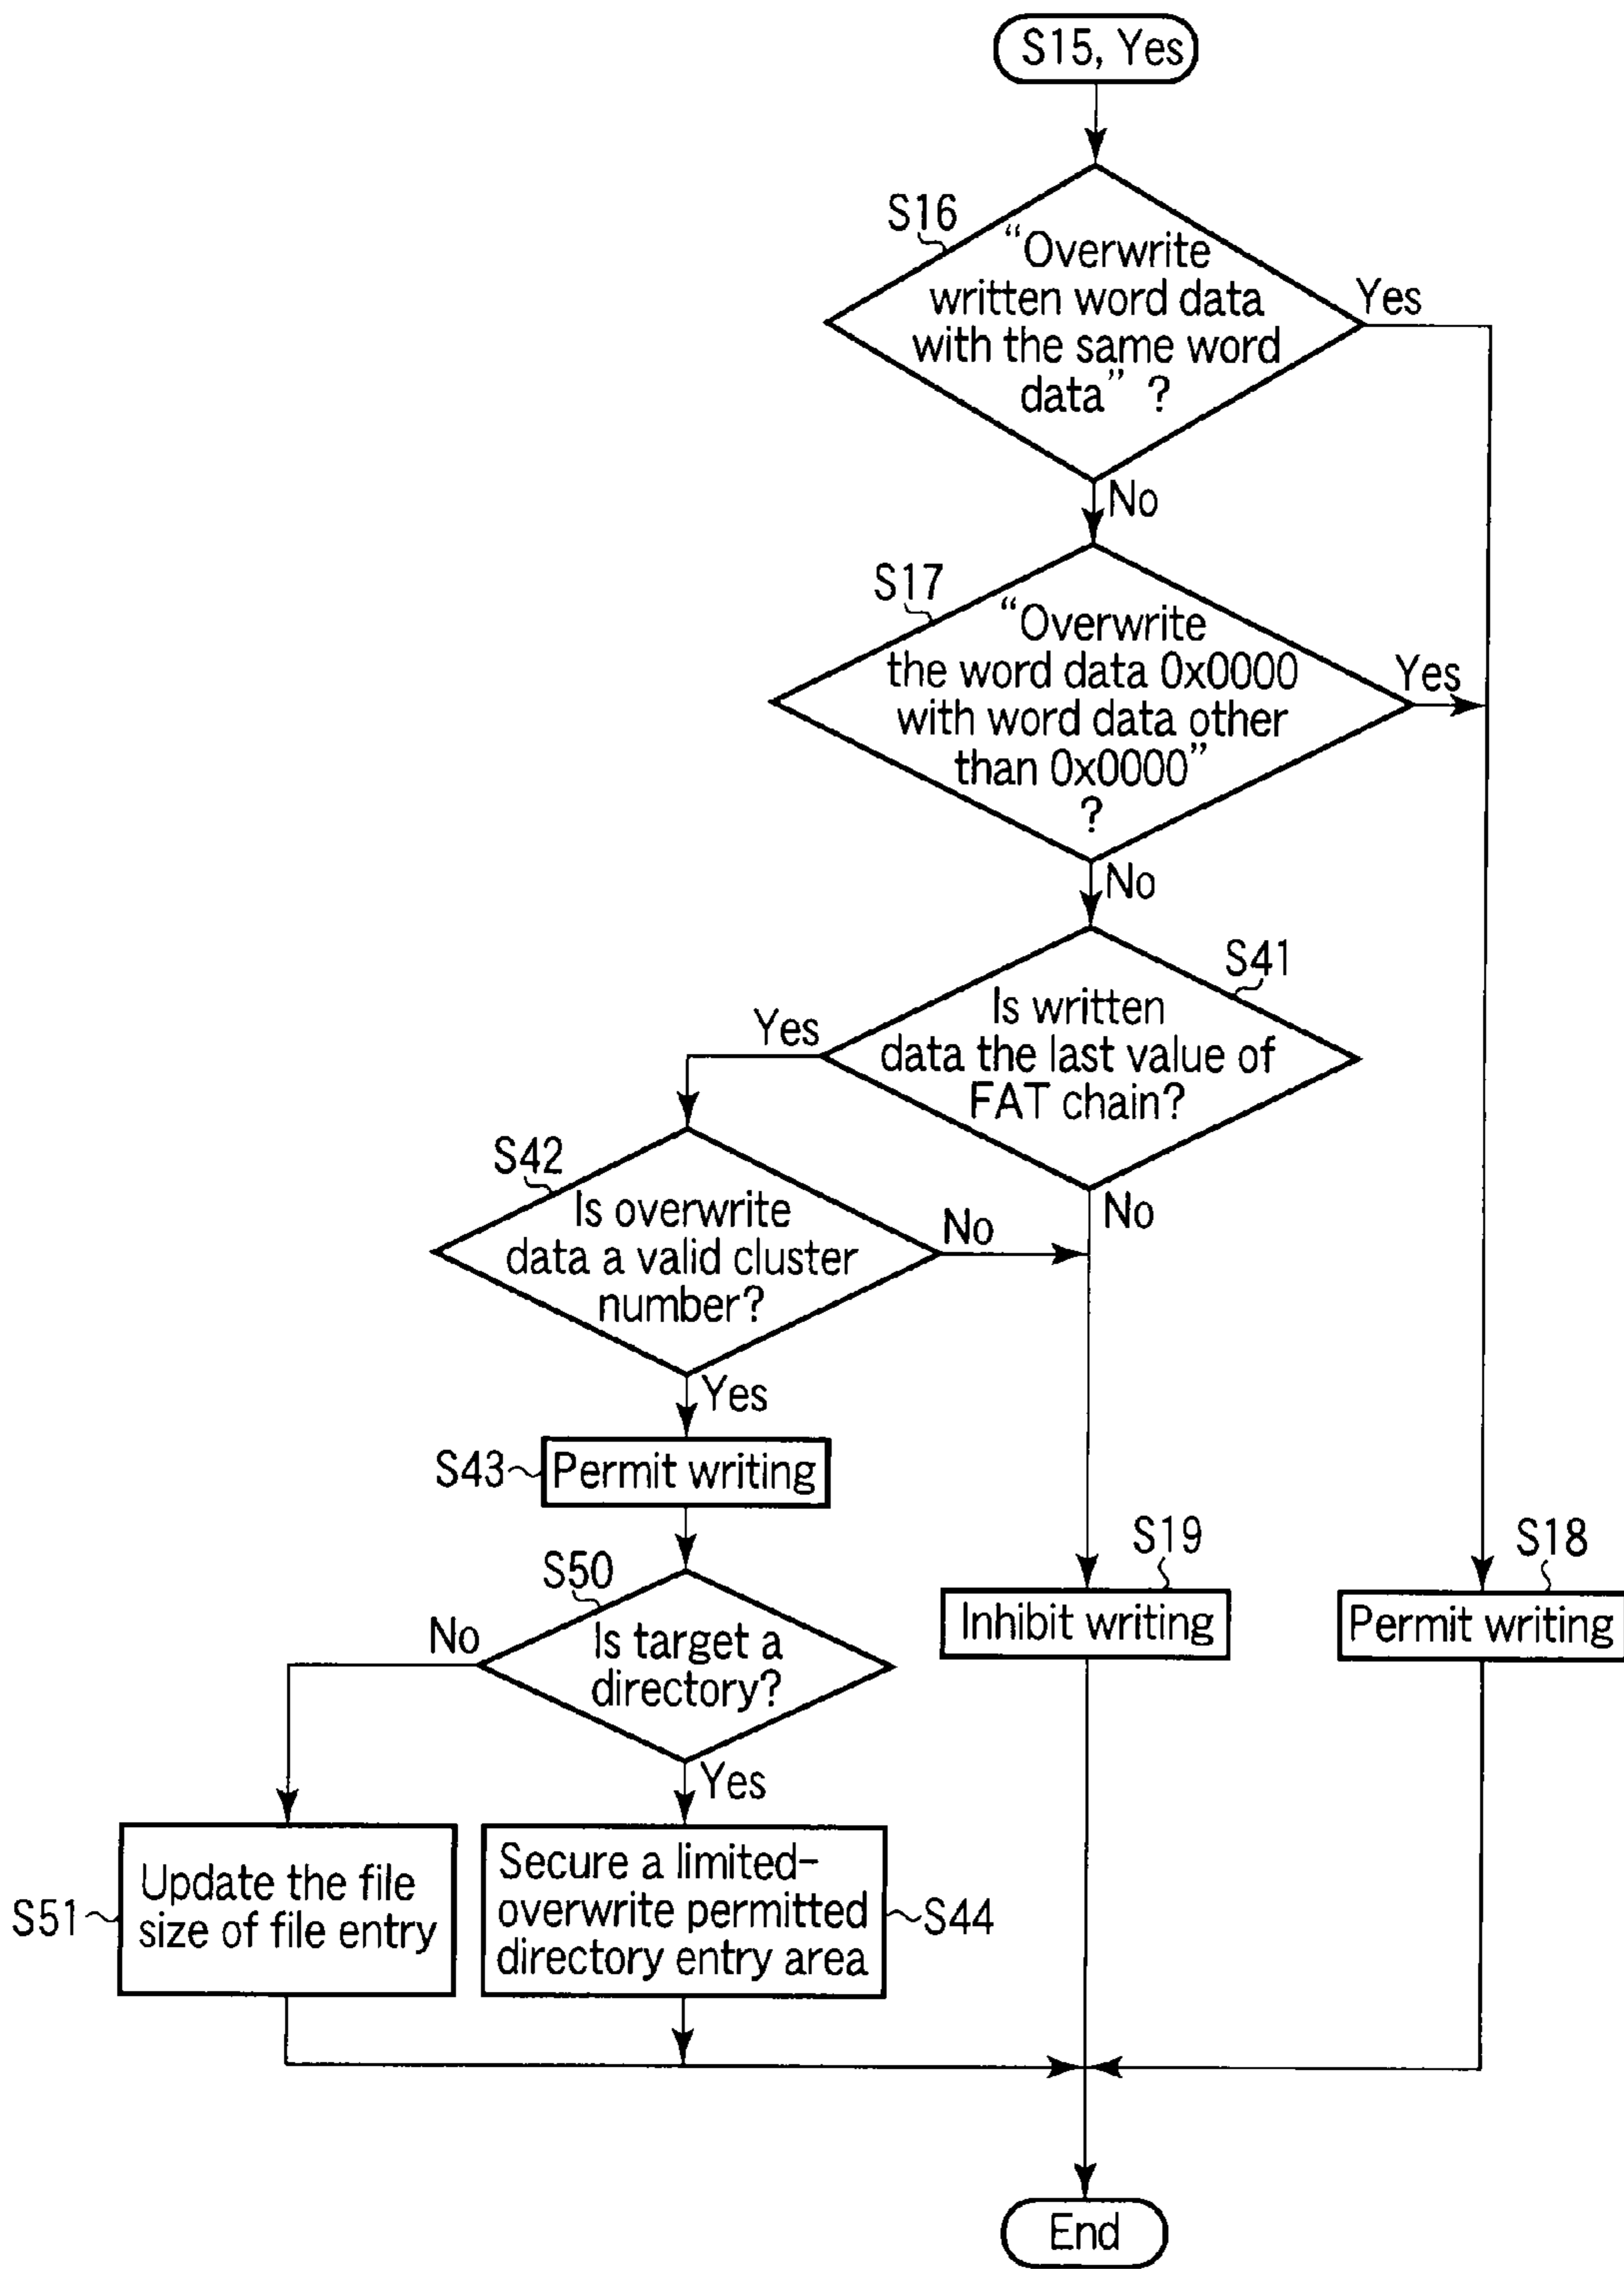 S15, Yes
S16
“Overwrite
written word data
with the same word
data” ?
Yes
No
S17
“Overwrite
the word data 0x0000
with word data other
than 0x0000”
?
Yes
No
S41
Is written
data the last value of
FAT chain?
Yes
No
S42
Is overwrite
data a valid cluster
number?
No
Yes
S43
Permit writing
S19
Inhibit writing
S18
Permit writing
S50
Is target a
directory?
No
Yes
S51
Update the file
size of file entry
Secure a limited-
overwrite permitted
directory entry area
S44
End